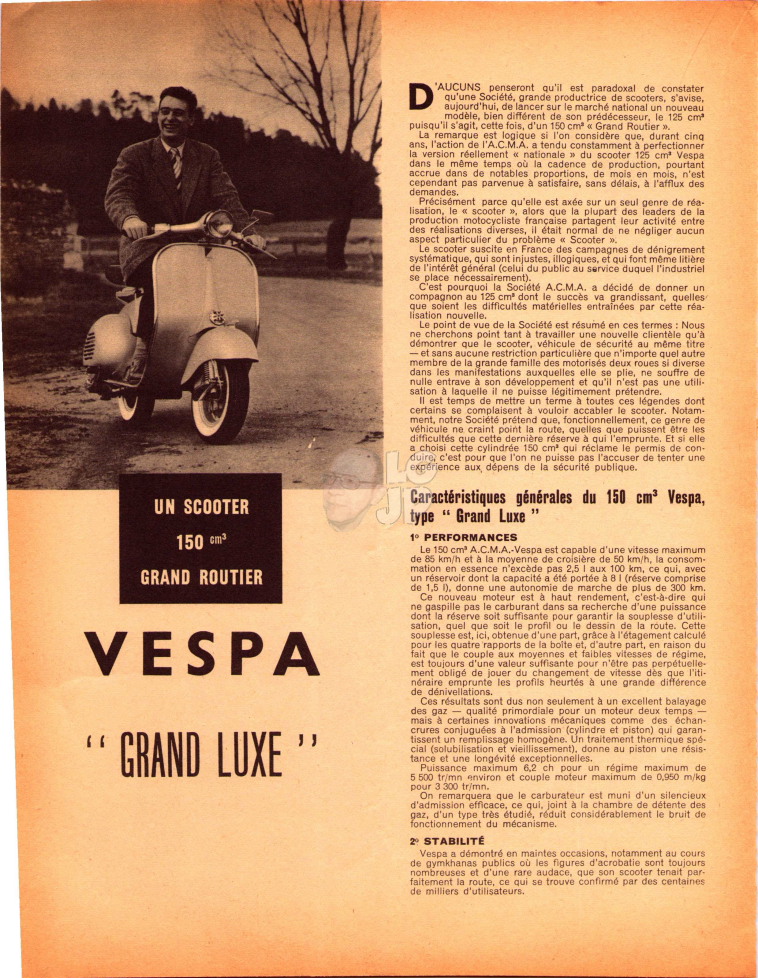 UN SCOOTER
150 cm³
GRAND ROUTIER
VESPA
“ GRAND LUXE ”
D'AUCUNS penseront qu'il est paradoxal de constater
qu'une Société, grande productrice de scooters, s'avise,
aujourd'hui, de lancer sur le marché national un nouveau
modèle, bien différent de son prédécesseur, le 125 cm³
puisqu'il s'agit, cette fois, d'un 150 cm³ « Grand Routier ».
La remarque est logique si l'on considère que, durant cinq
ans, l'action de l'A.C.M.A. a tendu constamment à perfectionner
la version réellement « nationale » du scooter 125 cm³ Vespa
dans le même temps où la cadence de production, pourtant
accrue dans de notables proportions, de mois en mois, n'est
cependant pas parvenue à satisfaire, sans délais, à l'afflux des
demandes.
Précisément parce qu'elle est axée sur un seul genre de réa-
lisation, le « scooter », alors que la plupart des leaders de la
production motocycliste française partagent leur activité entre
des réalisations diverses, il était normal de ne négliger aucun
aspect particulier du problème « Scooter ».
Le scooter suscite en France des campagnes de dénigrement
systématique, qui sont injustes, illogiques, et qui font même litière
de l'intérêt général (celui du public au service duquel l'industriel
se place nécessairement).
C'est pourquoi la Société A.C.M.A. a décidé de donner un
compagnon au 125 cm³ dont le succès va grandissant, quelles
que soient les difficultés matérielles entraînées par cette réa-
lisation nouvelle.
Le point de vue de la Société est résumé en ces termes : Nous
ne cherchons point tant à travailler une nouvelle clientèle qu'à
démontrer que le scooter, véhicule de sécurité au même titre
— et sans aucune restriction particulière que n'importe quel autre
membre de la grande famille des motorisés deux roues si diverse
dans les manifestations auxquelles elle se plie, ne souffre de
nulle entrave à son développement et qu'il n'est pas une utili-
sation à laquelle il ne puisse légitimement prétendre.
Il est temps de mettre un terme à toutes ces légendes dont
certains se complaisent à vouloir accabler le scooter. Notam-
ment, notre Société prétend que, fonctionnellement, ce genre de
véhicule ne craint point la route, quelles que puissent être les
difficultés que cette dernière réserve à qui l'emprunte. Et si elle
a choisi cette cylindrée 150 cm³ qui réclame le permis de con-
duire, c'est pour que l'on ne puisse pas l'accuser de tenter une
expérience aux dépens de la sécurité publique.
Caractéristiques générales du 150 cm³ Vespa,
type “ Grand Luxe ”
1° PERFORMANCES
Le 150 cm³ A.C.M.A.-Vespa est capable d'une vitesse maximum
de 85 km/h et à la moyenne de croisière de 50 km/h, la consom-
mation en essence n'excède pas 2,5 l aux 100 km, ce qui, avec
un réservoir dont la capacité a été portée à 8 l (réserve comprise
de 1,5 l), donne une autonomie de marche de plus de 300 km.
Ce nouveau moteur est à haut rendement, c'est-à-dire qui
ne gaspille pas le carburant dans sa recherche d'une puissance
dont la réserve soit suffisante pour garantir la souplesse d'utili-
sation, quel que soit le profil ou le dessin de la route. Cette
souplesse est, ici, obtenue d'une part, grâce à l'étagement calculé
pour les quatre rapports de la boîte et, d'autre part, en raison du
fait que le couple aux moyennes et faibles vitesses de régime,
est toujours d'une valeur suffisante pour n'être pas perpétuelle-
ment obligé de jouer du changement de vitesse dès que l'iti-
néraire emprunte les profils heurtés à une grande différence
de dénivellations.
Ces résultats sont dus non seulement à un excellent balayage
des gaz — qualité primordiale pour un moteur deux temps —
mais à certaines innovations mécaniques comme des échan-
crures conjuguées à l'admission (cylindre et piston) qui garan-
tissent un remplissage homogène. Un traitement thermique spé-
cial (solubilisation et vieillissement), donne au piston une résis-
tance et une longévité exceptionnelles.
Puissance maximum 6,2 ch pour un régime maximum de
5 500 tr/mn environ et couple moteur maximum de 0,950 m/kg
pour 3 300 tr/mn.
On remarquera que le carburateur est muni d'un silencieux
d'admission efficace, ce qui, joint à la chambre de détente des
gaz, d'un type très étudié, réduit considérablement le bruit de
fonctionnement du mécanisme.
2° STABILITÉ
Vespa a démontré en maintes occasions, notamment au cours
de gymkhanas publics où les figures d'acrobatie sont toujours
nombreuses et d'une rare audace, que son scooter tenait par-
faitement la route, ce qui se trouve confirmé par des centaines
de milliers d'utilisateurs.